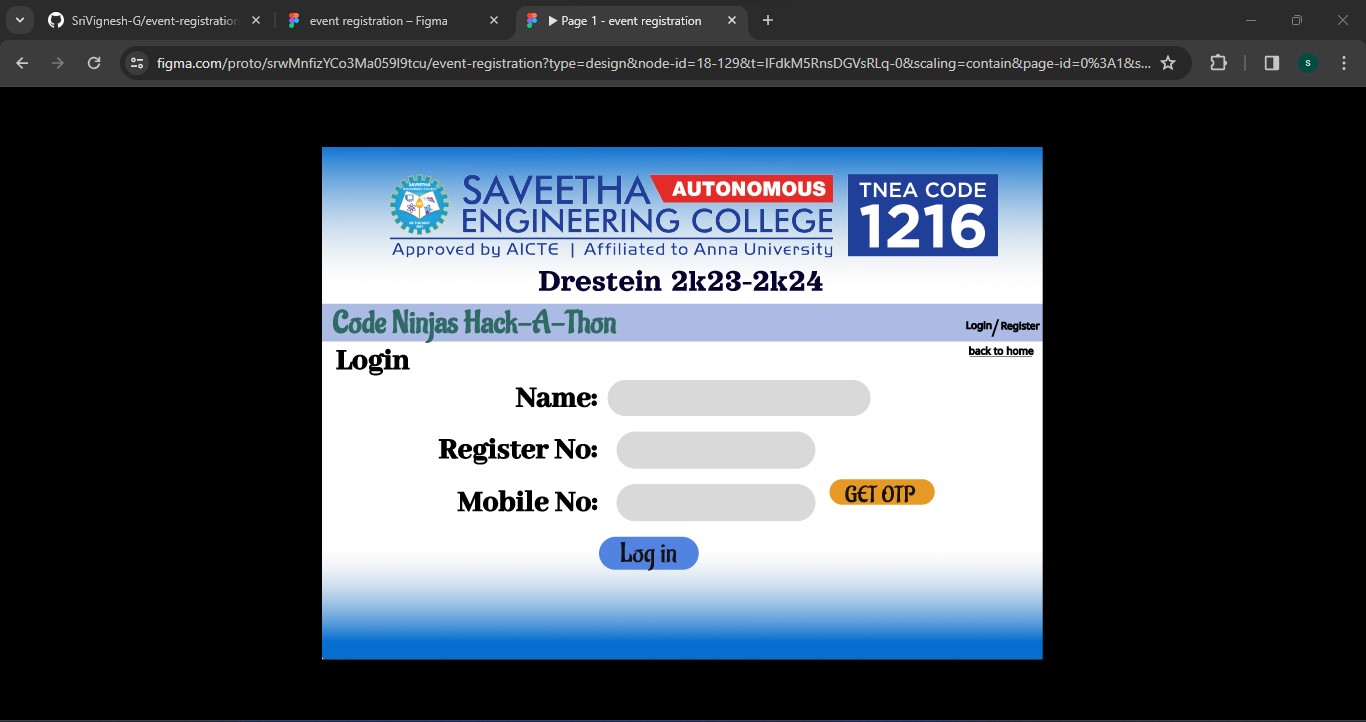 SriVignesh-G/event-registration
event registration – Figma
Page 1 - event registration
figma.com/proto/srwMnfizYCo3Ma059I9tcu/event-registration?type=design&node-id=18-129&t=IFdkM5RnsDGVsRLq-0&scaling=contain&page-id=0%3A1&s...
s
SAVEETHA AUTONOMOUS
ENGINEERING COLLEGE
Approved by AICTE | Affiliated to Anna University
TNEA CODE
1216
Drestein 2k23-2k24
Code Ninjas Hack-A-Thon
Login/Register
Login
back to home
Name:
Register No:
Mobile No:
GET OTP
Log in